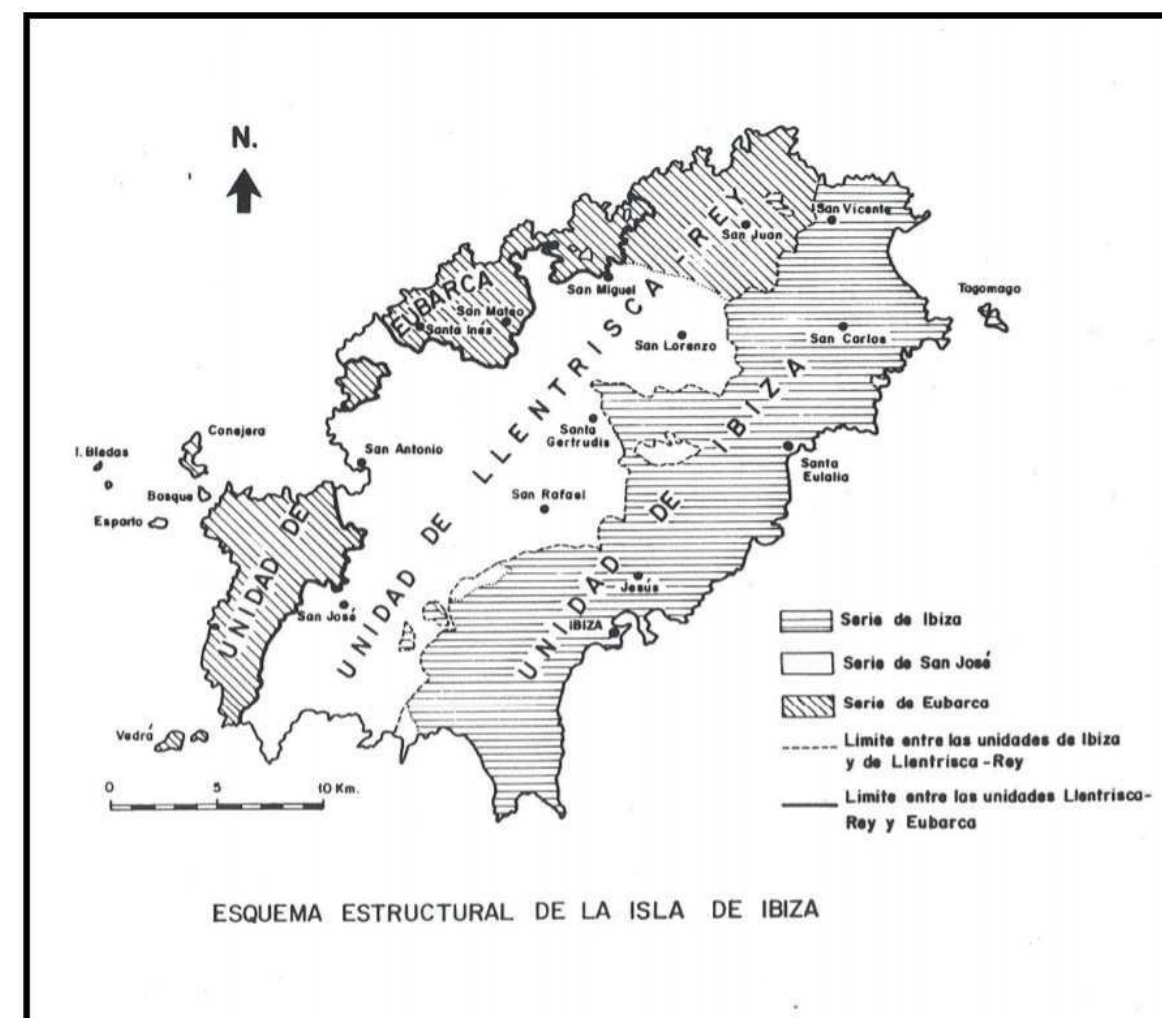 N.
San Vicente
UNIDAD DE LLENTRISCA - REY
San Juan
San Miguel
Tagomago
UNIDAD DE EUBARCA
San Mateo
Santa Inés
San Lorenzo
San Carlos
UNIDAD DE IBIZA
Conejera
Santa
Gertrudis
I. Bledas
San Antonio
Santa
Eulalia
Bosque
San Rafael
Esparto
Jesús
San José
IBIZA
Vedrá
0 5 10 Km.
Serie de Ibiza
Serie de San José
Serie de Eubarca
Limite entre las unidades de Ibiza
y de Llentrisca - Rey
Limite entre las unidades Llentrisca-
Rey y Eubarca
ESQUEMA ESTRUCTURAL DE LA ISLA DE IBIZA